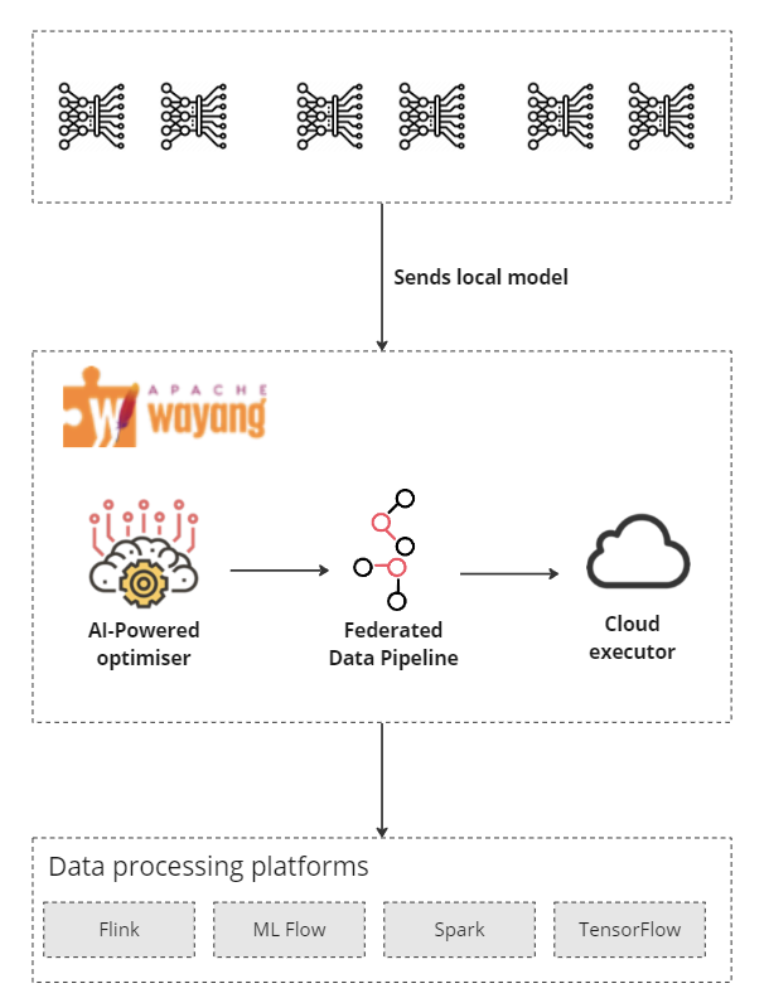 Sends local model
APACHE
wayang
AI-Powered
optimiser
Federated
Data Pipeline
Cloud
executor
Data processing platforms
Flink
ML Flow
Spark
TensorFlow